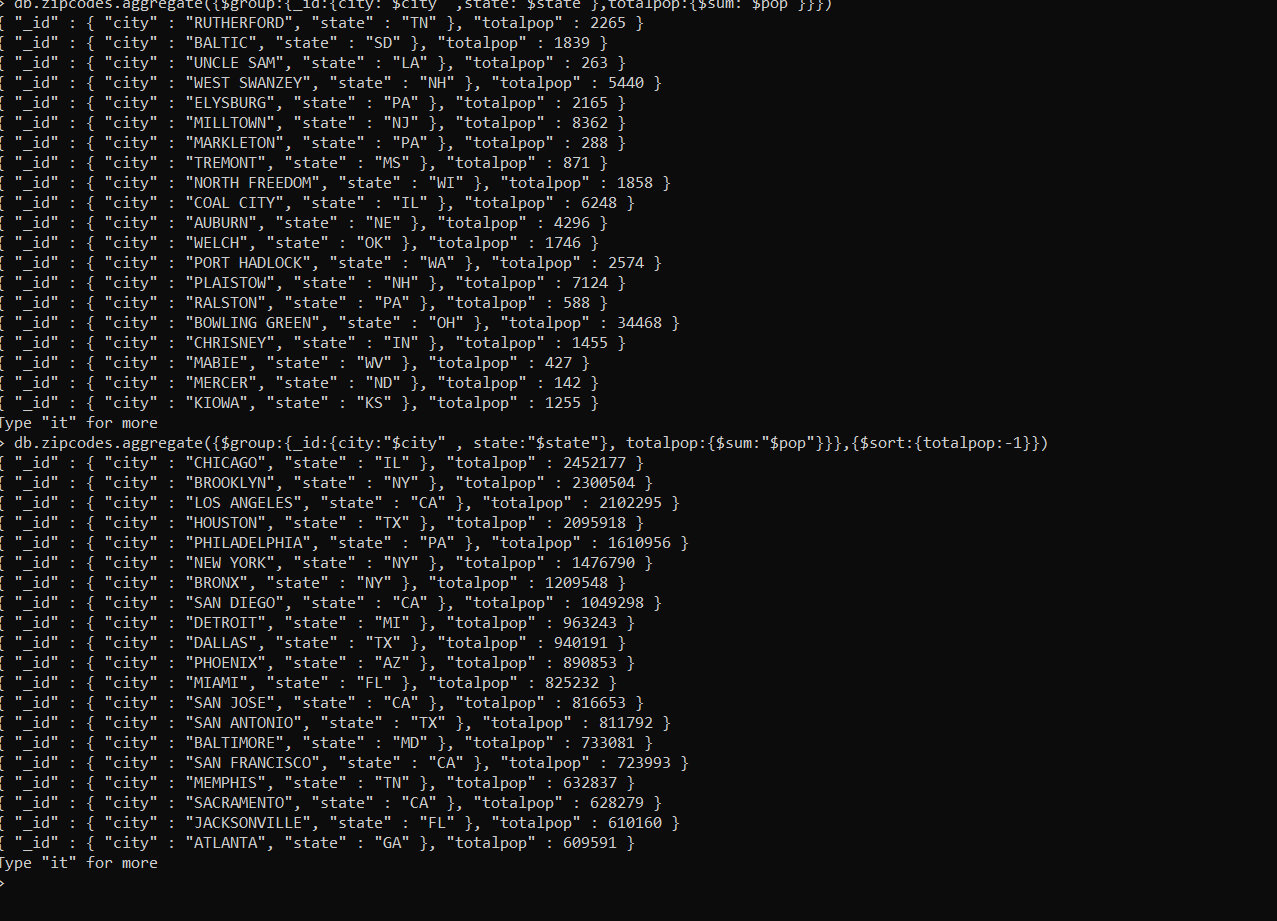 > db.zipcodes.aggregate({$group:{_id:{city:"$city" ,state:"$state"},totalpop:{$sum:"$pop"}}})
{ "_id" : { "city" : "RUTHERFORD", "state" : "TN" }, "totalpop" : 2265 }
{ "_id" : { "city" : "BALTIC", "state" : "SD" }, "totalpop" : 1839 }
{ "_id" : { "city" : "UNCLE SAM", "state" : "LA" }, "totalpop" : 263 }
{ "_id" : { "city" : "WEST SWANZEY", "state" : "NH" }, "totalpop" : 5440 }
{ "_id" : { "city" : "ELYSBURG", "state" : "PA" }, "totalpop" : 2165 }
{ "_id" : { "city" : "MILLTOWN", "state" : "NJ" }, "totalpop" : 8362 }
{ "_id" : { "city" : "MARKLETON", "state" : "PA" }, "totalpop" : 288 }
{ "_id" : { "city" : "TREMONT", "state" : "MS" }, "totalpop" : 871 }
{ "_id" : { "city" : "NORTH FREEDOM", "state" : "WI" }, "totalpop" : 1858 }
{ "_id" : { "city" : "COAL CITY", "state" : "IL" }, "totalpop" : 6248 }
{ "_id" : { "city" : "AUBURN", "state" : "NE" }, "totalpop" : 4296 }
{ "_id" : { "city" : "WELCH", "state" : "OK" }, "totalpop" : 1746 }
{ "_id" : { "city" : "PORT HADLOCK", "state" : "WA" }, "totalpop" : 2574 }
{ "_id" : { "city" : "PLAISTOW", "state" : "NH" }, "totalpop" : 7124 }
{ "_id" : { "city" : "RALSTON", "state" : "PA" }, "totalpop" : 588 }
{ "_id" : { "city" : "BOWLING GREEN", "state" : "OH" }, "totalpop" : 34468 }
{ "_id" : { "city" : "CHRISNEY", "state" : "IN" }, "totalpop" : 1455 }
{ "_id" : { "city" : "MABIE", "state" : "WV" }, "totalpop" : 427 }
{ "_id" : { "city" : "MERCER", "state" : "ND" }, "totalpop" : 142 }
{ "_id" : { "city" : "KIOWA", "state" : "KS" }, "totalpop" : 1255 }
Type "it" for more
> db.zipcodes.aggregate({$group:{_id:{city:"$city" , state:"$state"}, totalpop:{$sum:"$pop"}}},{$sort:{totalpop:-1}})
{ "_id" : { "city" : "CHICAGO", "state" : "IL" }, "totalpop" : 2452177 }
{ "_id" : { "city" : "BROOKLYN", "state" : "NY" }, "totalpop" : 2300504 }
{ "_id" : { "city" : "LOS ANGELES", "state" : "CA" }, "totalpop" : 2102295 }
{ "_id" : { "city" : "HOUSTON", "state" : "TX" }, "totalpop" : 2095918 }
{ "_id" : { "city" : "PHILADELPHIA", "state" : "PA" }, "totalpop" : 1610956 }
{ "_id" : { "city" : "NEW YORK", "state" : "NY" }, "totalpop" : 1476790 }
{ "_id" : { "city" : "BRONX", "state" : "NY" }, "totalpop" : 1209548 }
{ "_id" : { "city" : "SAN DIEGO", "state" : "CA" }, "totalpop" : 1049298 }
{ "_id" : { "city" : "DETROIT", "state" : "MI" }, "totalpop" : 963243 }
{ "_id" : { "city" : "DALLAS", "state" : "TX" }, "totalpop" : 940191 }
{ "_id" : { "city" : "PHOENIX", "state" : "AZ" }, "totalpop" : 890853 }
{ "_id" : { "city" : "MIAMI", "state" : "FL" }, "totalpop" : 825232 }
{ "_id" : { "city" : "SAN JOSE", "state" : "CA" }, "totalpop" : 816653 }
{ "_id" : { "city" : "SAN ANTONIO", "state" : "TX" }, "totalpop" : 811792 }
{ "_id" : { "city" : "BALTIMORE", "state" : "MD" }, "totalpop" : 733081 }
{ "_id" : { "city" : "SAN FRANCISCO", "state" : "CA" }, "totalpop" : 723993 }
{ "_id" : { "city" : "MEMPHIS", "state" : "TN" }, "totalpop" : 632837 }
{ "_id" : { "city" : "SACRAMENTO", "state" : "CA" }, "totalpop" : 628279 }
{ "_id" : { "city" : "JACKSONVILLE", "state" : "FL" }, "totalpop" : 610160 }
{ "_id" : { "city" : "ATLANTA", "state" : "GA" }, "totalpop" : 609591 }
Type "it" for more
>